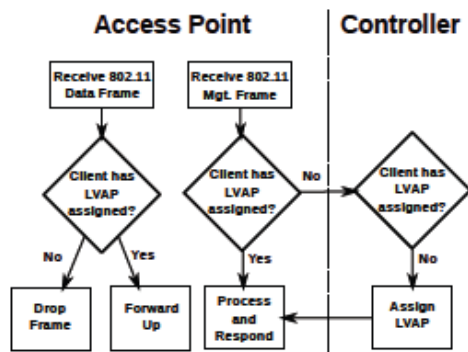 Access Point
Controller
Receive 802.11
Data Frame
Receive 802.11
Mgt. Frame
Client has
LVAP
assigned?
Client has
LVAP
assigned?
No
Client has
LVAP
assigned?
No
Yes
Yes
No
Drop
Frame
Forward
Up
Process
and
Respond
Assign
LVAP